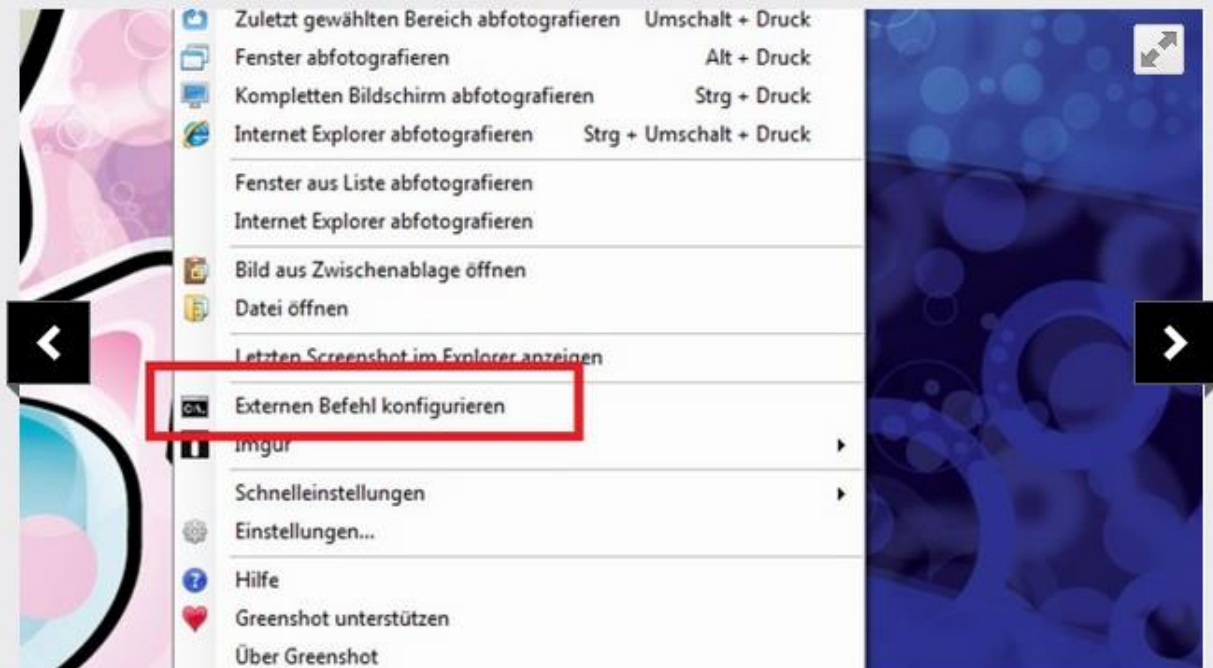 Zuletzt gewählten Bereich abfotografieren Umschalt + Druck
Fenster abfotografieren Alt + Druck
Kompletten Bildschirm abfotografieren Strg + Druck
Internet Explorer abfotografieren Strg + Umschalt + Druck
Fenster aus Liste abfotografieren
Internet Explorer abfotografieren
Bild aus Zwischenablage öffnen
Datei öffnen
Letzten Screenshot im Explorer anzeigen
Externen Befehl konfigurieren
Imgur
Schnelleinstellungen
Einstellungen...
Hilfe
Greenshot unterstützen
Über Greenshot